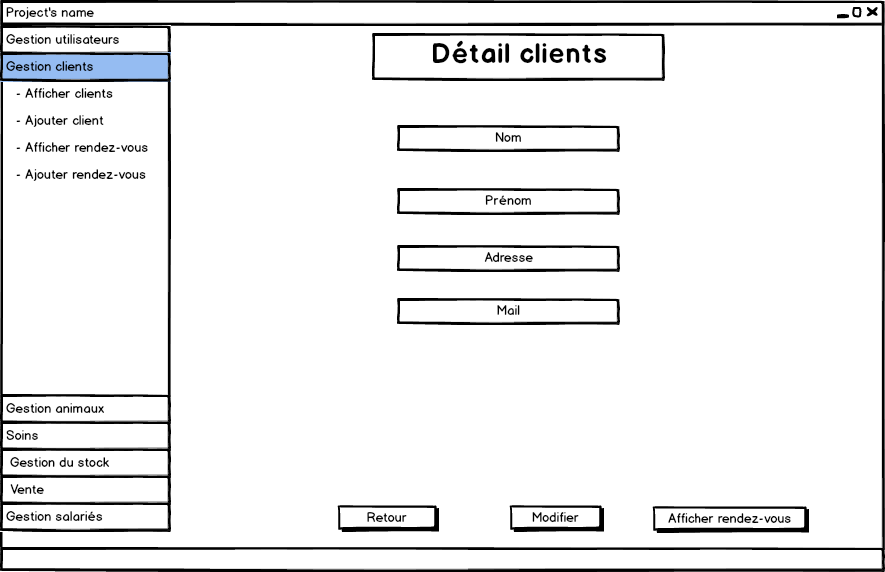 Project's name
Gestion utilisateurs
Gestion clients
- Afficher clients
- Ajouter client
- Afficher rendez-vous
- Ajouter rendez-vous
Gestion animaux
Soins
Gestion du stock
Vente
Gestion salariés
Détail clients
Nom
Prénom
Adresse
Mail
Retour
Modifier
Afficher rendez-vous